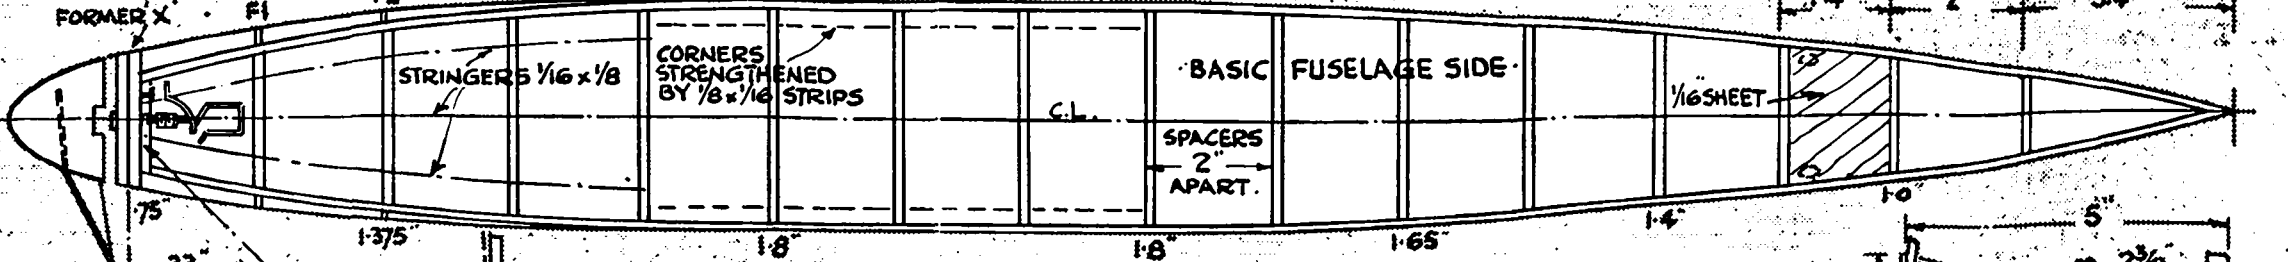 FORMER 'X'
F1
STRINGERS 1/16 x 1/8
CORNERS
STRENGTHENED
BY 1/8 x 1/16 STRIPS
C.L.
BASIC FUSELAGE SIDE
SPACERS
2"
APART.
1/16" SHEET
.75"
1.375"
1.8"
1.8"
1.65"
1.4"
1.0"
5"